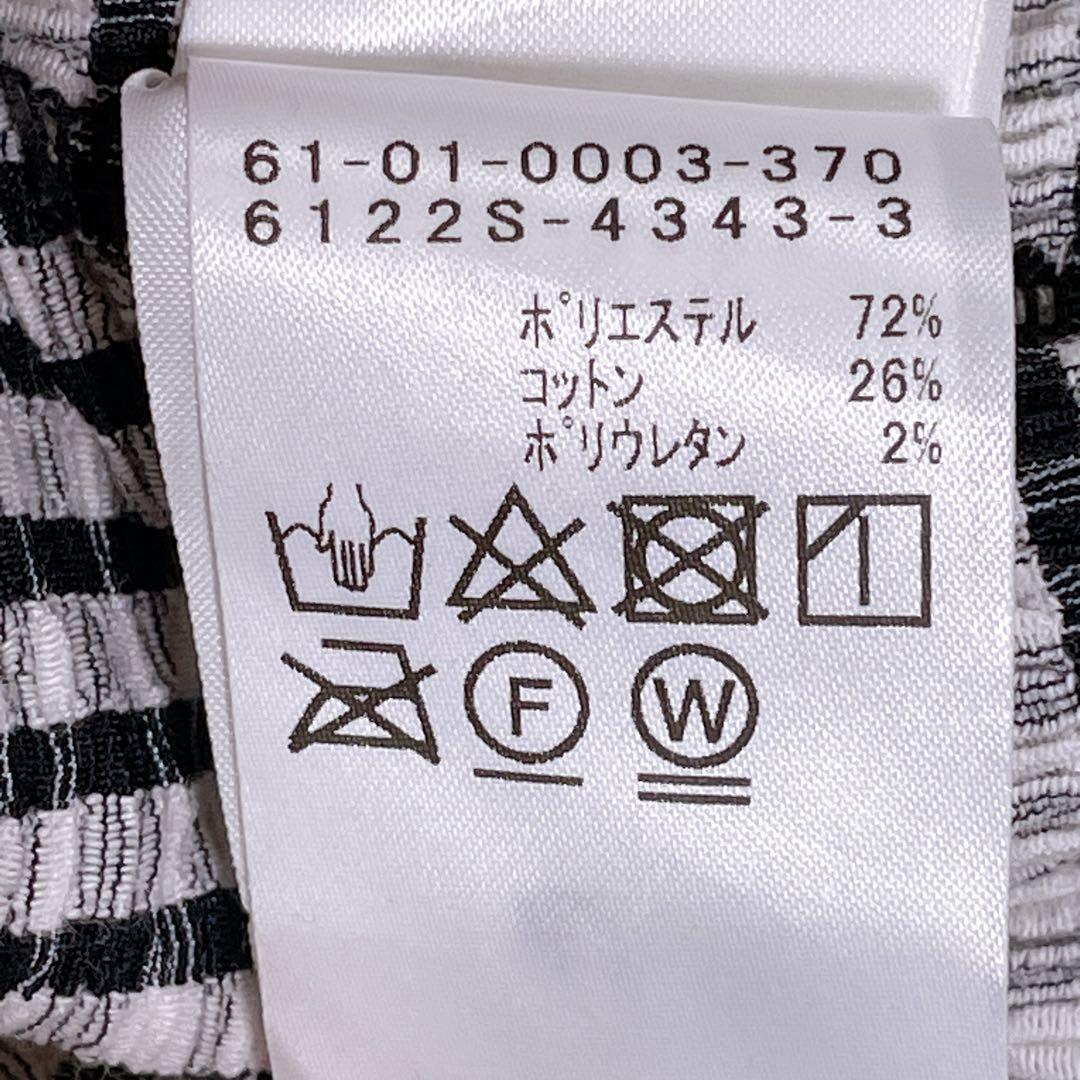 61-01-0003-370
6122S-4343-3
ポリエステル 72%
コットン 26%
ポリウレタン 2%
F W